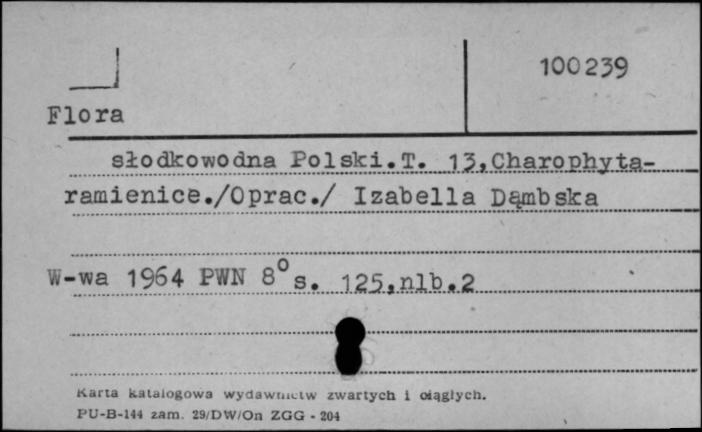 100239
Flora
słodkowodna Polski.T. 13,Charophyta-
ramienice./Oprac./ Izabella Dąmbska
W-wa 1964 PWN 8° s. 125,nlb.2
Karta katalogowa wydawnictw zwartych i ciągłych.
PU-B-144 zam. 29/DW/On ZGG - 204